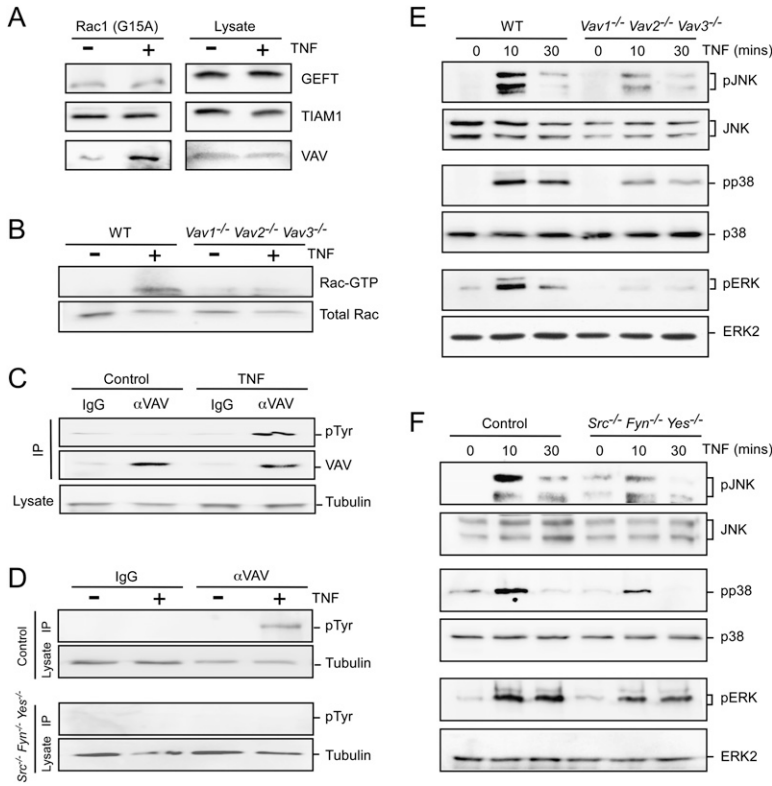 A
Rac1 (G15A) Lysate
− + − + TNF
GEFT
TIAM1
VAV
B
WT Vav1-/- Vav2-/- Vav3-/-
− + − + TNF
Rac-GTP
Total Rac
C
Control TNF
IgG αVAV IgG αVAV
IP
pTyr
VAV
Lysate Tubulin
D
IgG αVAV
− + − + TNF
Control
IP pTyr
Lysate Tubulin
Src-/- Fyn-/- Yes-/-
IP pTyr
Lysate Tubulin
E
WT Vav1-/- Vav2-/- Vav3-/-
0 10 30 0 10 30 TNF (mins)
pJNK
JNK
pp38
p38
pERK
ERK2
F
Control Src-/- Fyn-/- Yes-/-
0 10 30 0 10 30 TNF (mins)
pJNK
JNK
pp38
p38
pERK
ERK2